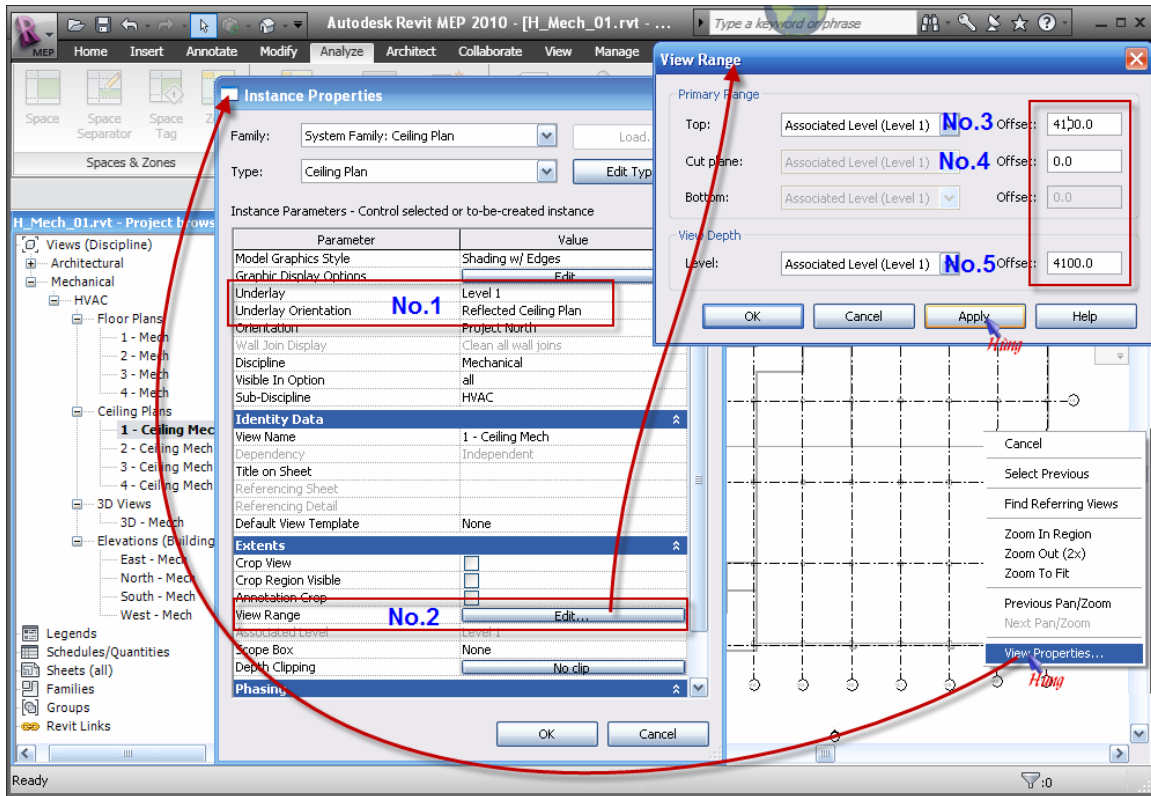 Autodesk Revit MEP 2010 - [H_Mech_01.rvt - ...
Type a keyword or phrase
MEP
Home Insert Annotate Modify Analyze Architect Collaborate View Manage
Space
Space Separator
Space Tag
Spaces & Zones
H_Mech_01.rvt - Project brows
Views (Discipline)
Architectural
Mechanical
HVAC
Floor Plans
1 - Mech
2 - Mech
3 - Mech
4 - Mech
Ceiling Plans
1 - Ceiling Mec
2 - Ceiling Mech
3 - Ceiling Mech
4 - Ceiling Mech
3D Views
3D - Mech
Elevations (Building
East - Mech
North - Mech
South - Mech
West - Mech
Legends
Schedules/Quantities
Sheets (all)
Families
Groups
Revit Links
Ready
:0
Instance Properties
Family: System Family: Ceiling Plan Load.
Type: Ceiling Plan Edit Typ
Instance Parameters - Control selected or to-be-created instance
Parameter Value
Model Graphics Style Shading w/ Edges
Graphic Display Options Edit...
Underlay Level 1
No.1
Underlay Orientation Reflected Ceiling Plan
Orientation Project North
Wall Join Display Clean all wall joins
Discipline Mechanical
Visible In Option all
Sub-Discipline HVAC
Identity Data
View Name 1 - Ceiling Mech
Dependency Independent
Title on Sheet
Referencing Sheet
Referencing Detail
Default View Template None
Extents
Crop View
Crop Region Visible
Annotation Crop
View Range No.2 Edit...
Associated Level Level 1
Scope Box None
Depth Clipping No clip
Phasing
OK Cancel
View Range
Primary Range
Top: Associated Level (Level 1) No.3 Offset: 4100.0
Cut plane: Associated Level (Level 1) No.4 Offset: 0.0
Bottom: Associated Level (Level 1) Offset: 0.0
View Depth
Level: Associated Level (Level 1) No.5 Offset: 4100.0
OK Cancel Apply Help
Hùng
Cancel
Select Previous
Find Referring Views
Zoom In Region
Zoom Out (2x)
Zoom To Fit
Previous Pan/Zoom
Next Pan/Zoom
View Properties...
Hùng